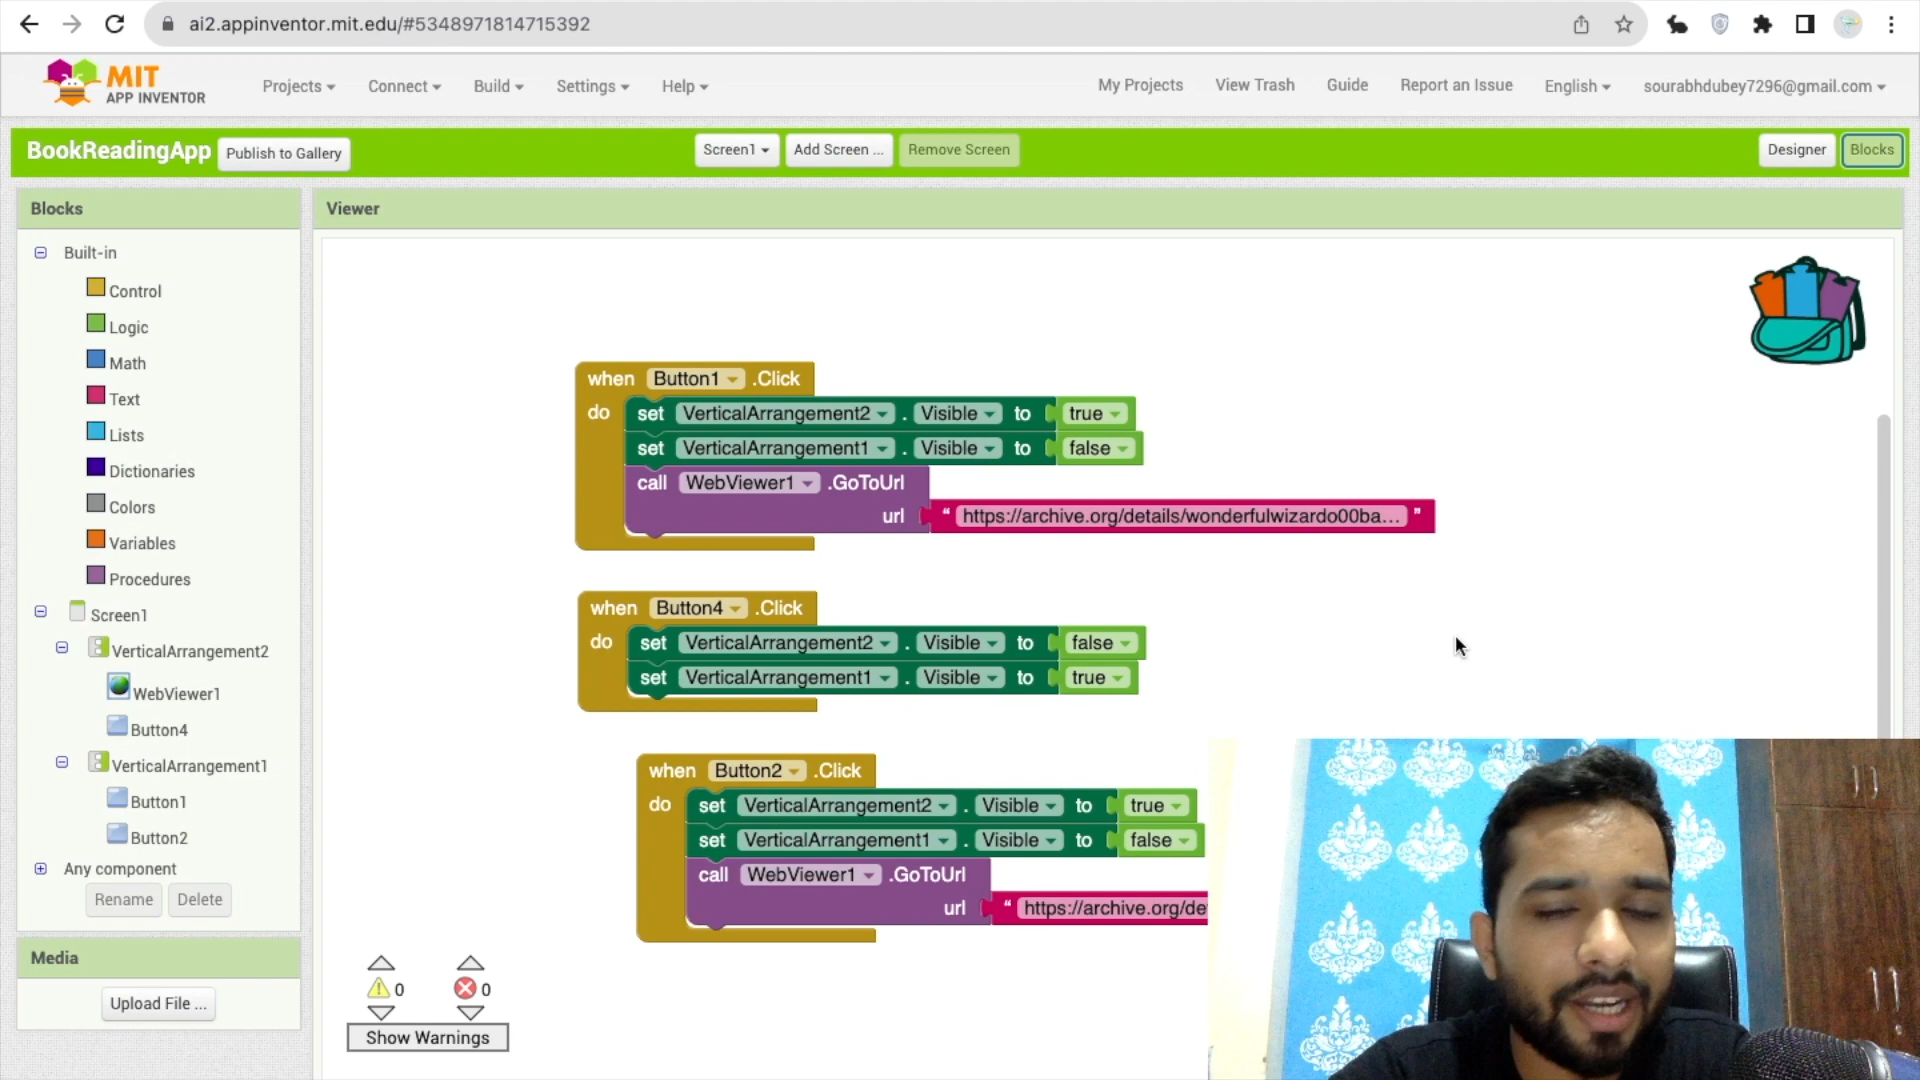 ai2.appinventor.mit.edu/#5348971814715392
MIT
APP INVENTOR
Projects Connect Build Settings Help My Projects View Trash Guide Report an Issue English sourabhdubey7296@gmail.com
BookReadingApp Publish to Gallery Screen1 Add Screen ... Remove Screen Designer Blocks
Blocks
Viewer
Built-in
Control
Logic
Math
Text
Lists
Dictionaries
Colors
Variables
Procedures
Screen1
VerticalArrangement2
WebViewer1
Button4
VerticalArrangement1
Button1
Button2
Any component
Rename Delete
Media
Upload File ...
when Button1 .Click
do set VerticalArrangement2 . Visible to true
set VerticalArrangement1 . Visible to false
call WebViewer1 .GoToUrl
url “ https://archive.org/details/wonderfulwizardo00ba... ”
when Button4 .Click
do set VerticalArrangement2 . Visible to false
set VerticalArrangement1 . Visible to true
when Button2 .Click
do set VerticalArrangement2 . Visible to true
set VerticalArrangement1 . Visible to false
call WebViewer1 .GoToUrl
url “ https://archive.org/de
0 0
Show Warnings